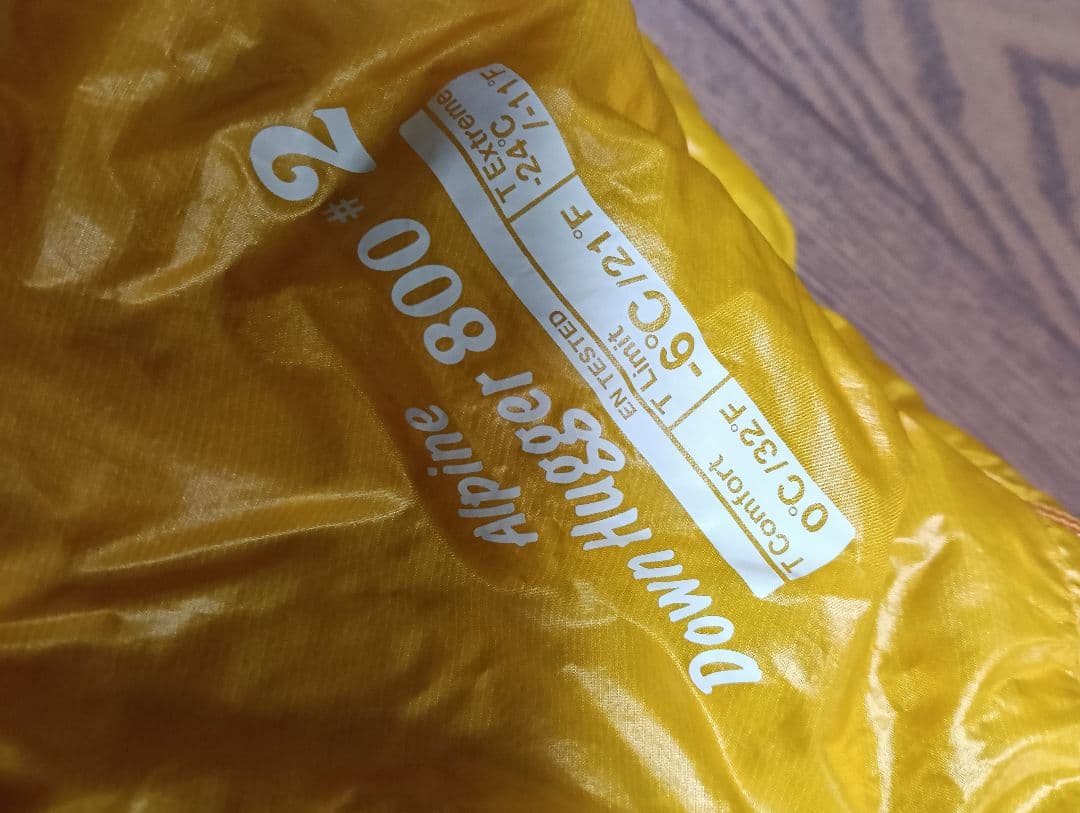 Alpine
Down Hugger 800 #2
EN TESTED
T Comfort
0°C/32°F
T Limit
-6°C/21°F
T Extreme
-24°C
/-11°F